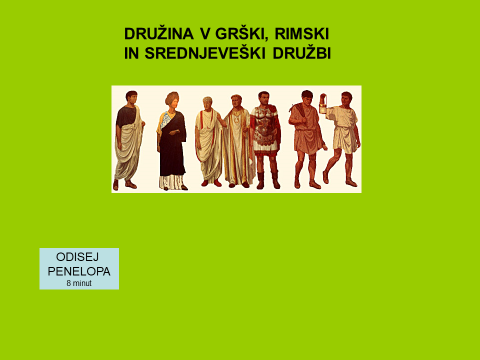 DRUŽINA V GRŠKI, RIMSKI
IN SREDNJEVEŠKI DRUŽBI
ODISEJ
PENELOPA
8 minut